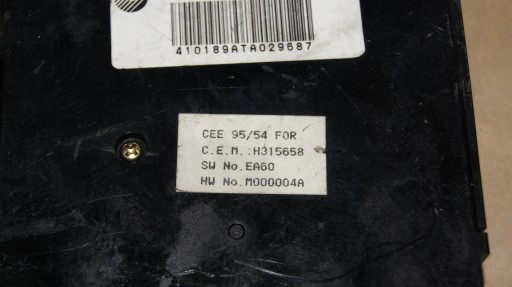 410189ATA029687
CEE 95/54 FOR
C.E.M.:H315658
SW No.EA60
HW No.M000004A